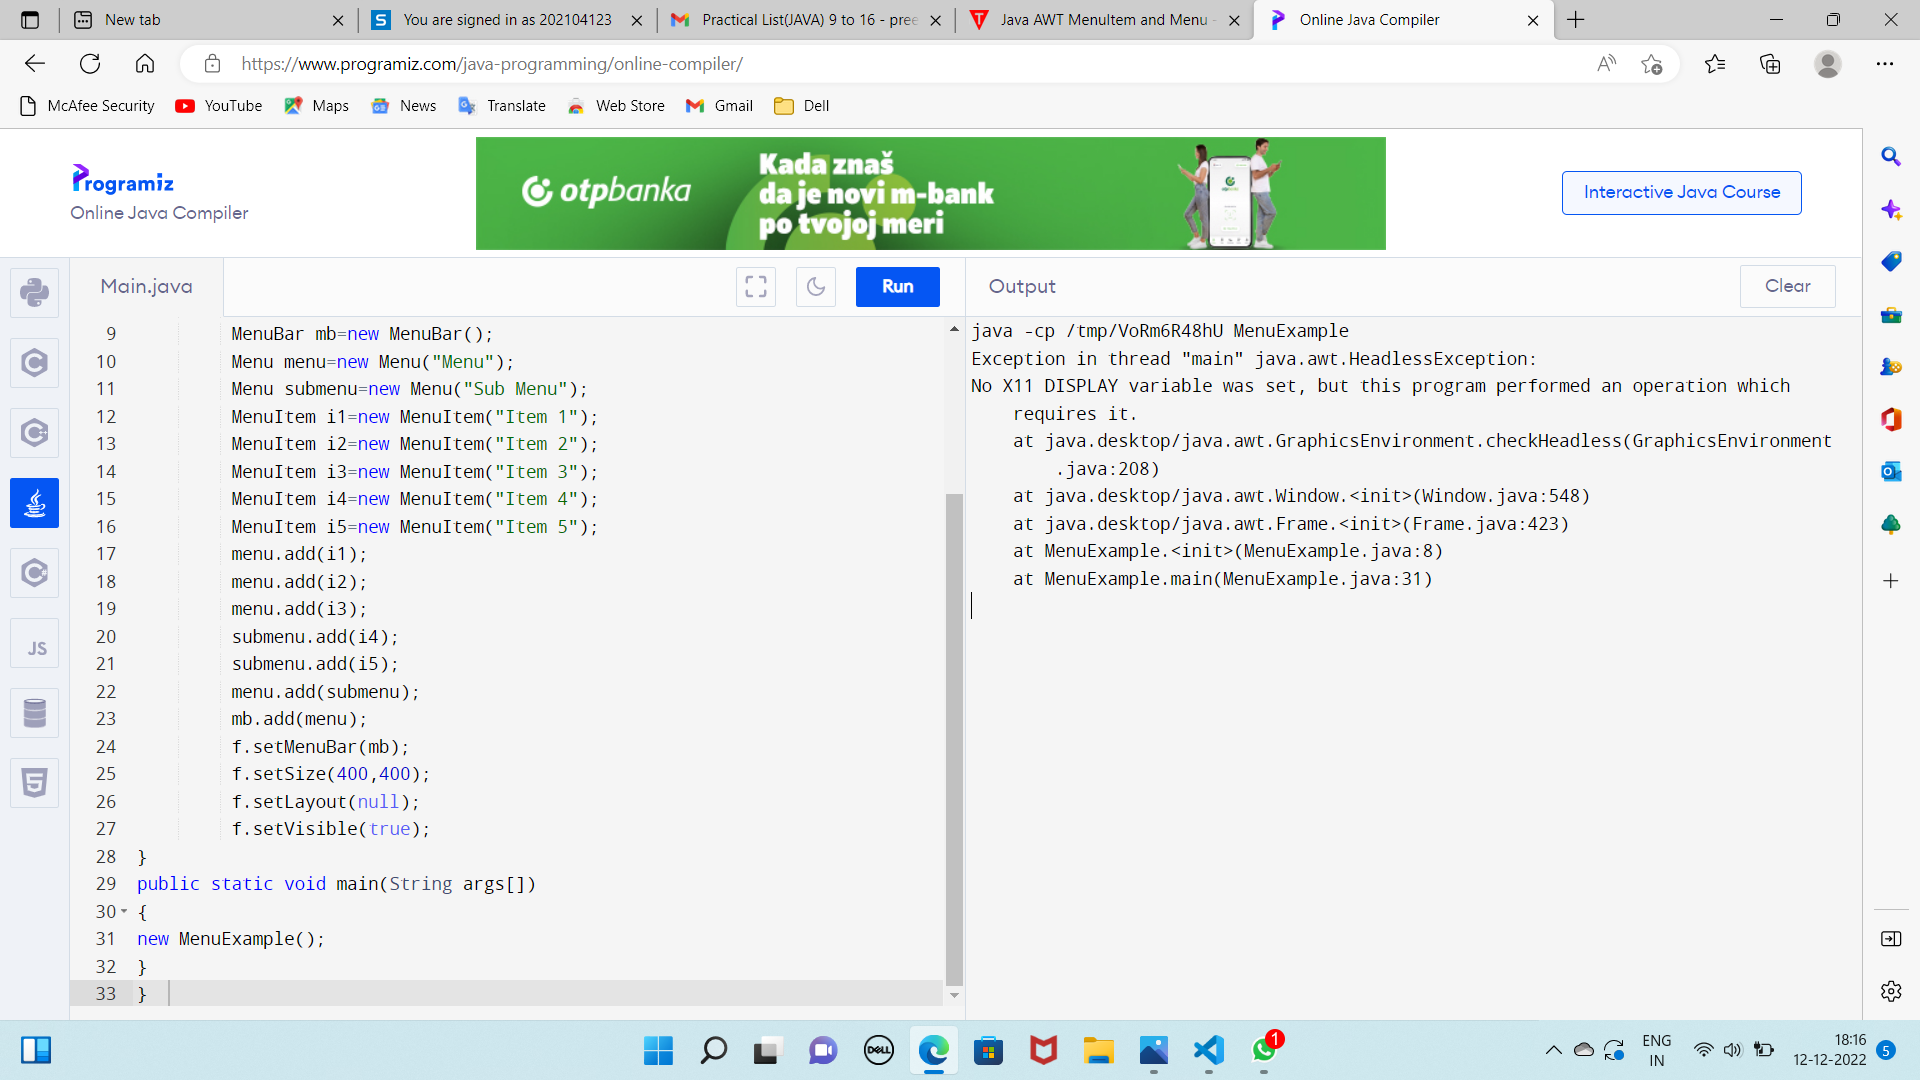 New tab
You are signed in as 202104123
Practical List(JAVA) 9 to 16 - pree
Java AWT MenuItem and Menu -
Online Java Compiler
https://www.programiz.com/java-programming/online-compiler/
McAfee Security
YouTube
Maps
News
Translate
Web Store
Gmail
Dell
Programiz
Online Java Compiler
otpbanka
Kada znaš
da je novi m-bank
po tvojoj meri
Interactive Java Course
Main.java
Run
Output
Clear
9 MenuBar mb=new MenuBar();
10 Menu menu=new Menu("Menu");
11 Menu submenu=new Menu("Sub Menu");
12 MenuItem i1=new MenuItem("Item 1");
13 MenuItem i2=new MenuItem("Item 2");
14 MenuItem i3=new MenuItem("Item 3");
15 MenuItem i4=new MenuItem("Item 4");
16 MenuItem i5=new MenuItem("Item 5");
17 menu.add(i1);
18 menu.add(i2);
19 menu.add(i3);
20 submenu.add(i4);
21 submenu.add(i5);
22 menu.add(submenu);
23 mb.add(menu);
24 f.setMenuBar(mb);
25 f.setSize(400,400);
26 f.setLayout(null);
27 f.setVisible(true);
28 }
29 public static void main(String args[])
30 {
31 new MenuExample();
32 }
33 }
java -cp /tmp/VoRm6R48hU MenuExample
Exception in thread "main" java.awt.HeadlessException:
No X11 DISPLAY variable was set, but this program performed an operation which
requires it.
at java.desktop/java.awt.GraphicsEnvironment.checkHeadless(GraphicsEnvironment
.java:208)
at java.desktop/java.awt.Window.<init>(Window.java:548)
at java.desktop/java.awt.Frame.<init>(Frame.java:423)
at MenuExample.<init>(MenuExample.java:8)
at MenuExample.main(MenuExample.java:31)
JS
DELL
1
ENG
IN
18:16
12-12-2022
5